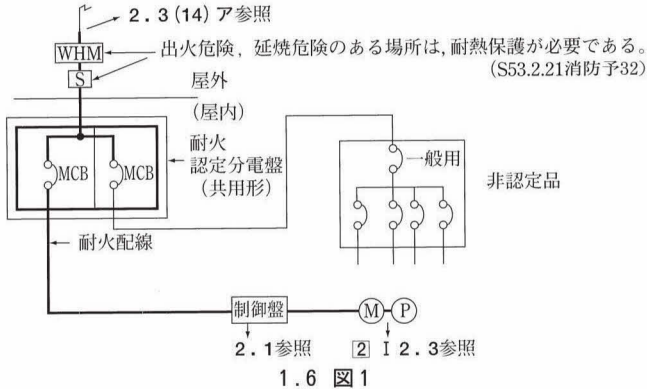 2.3(14)ア参照
WHM
出火危険，延焼危険のある場所は，耐熱保護が必要である。
(S53.2.21消防予32)
S
屋外
(屋内)
耐火
認定分電盤
(共用形)
MCB
MCB
一般用
非認定品
耐火配線
制御盤
M
P
2.1参照
2 I 2.3参照
1.6 図1